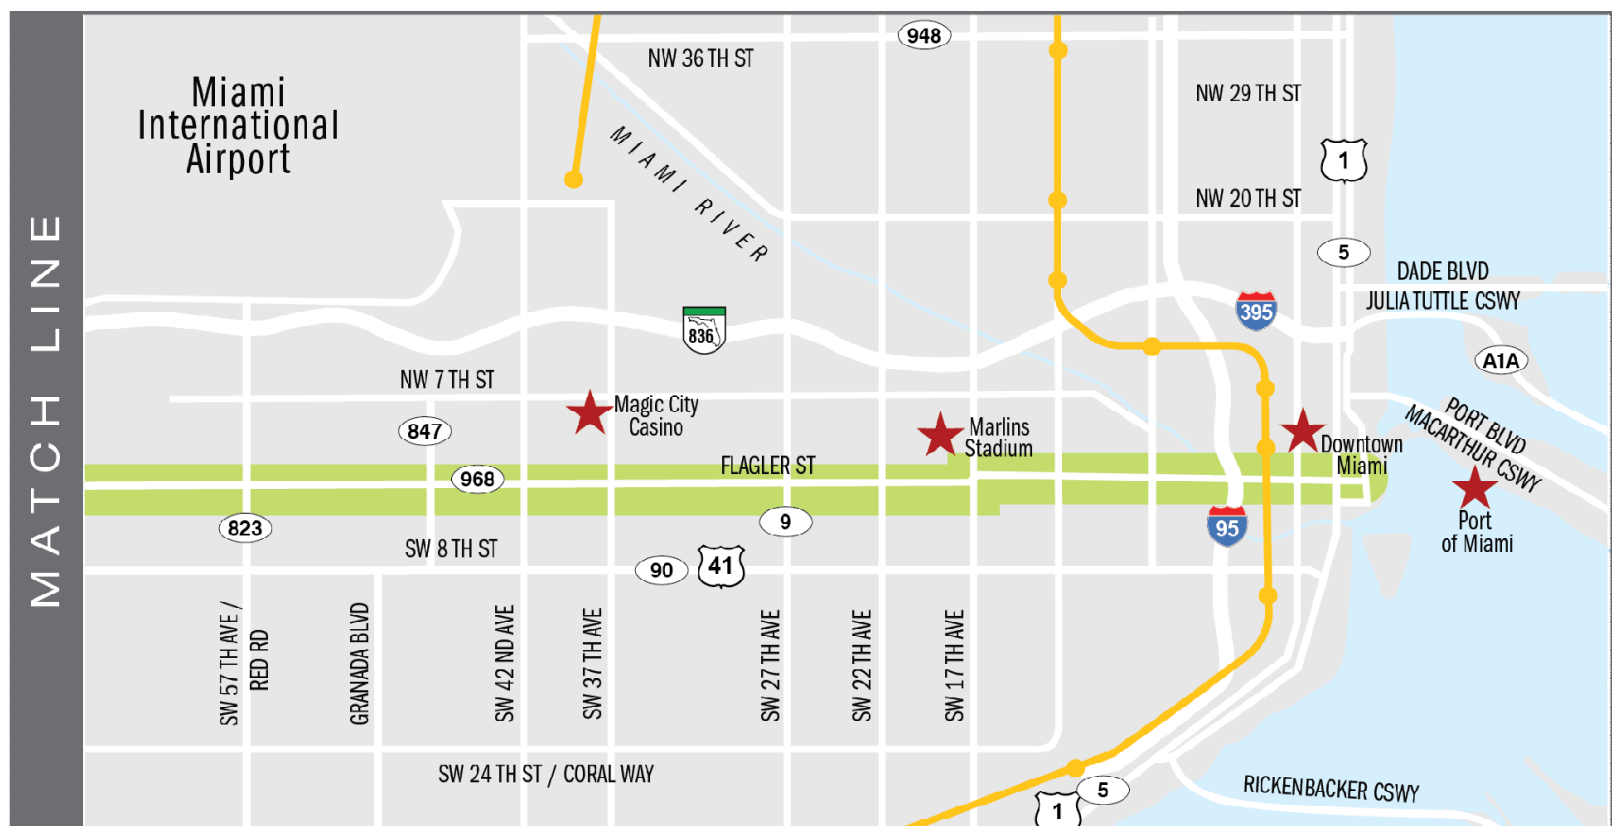 948
NW 36 TH ST
Miami
International
Airport
NW 29 TH ST
MIAMI RIVER
1
NW 20 TH ST
MATCH LINE
5
DADE BLVD
JULIA TUTTLE CSWY
395
836
A1A
NW 7 TH ST
Magic City
Casino
847
Marlins
Stadium
PORT BLVD
MACARTHUR CSWY
Downtown
Miami
FLAGLER ST
968
823
9
95
Port
of Miami
SW 8 TH ST
90
41
SW 57 TH AVE /
RED RD
GRANADA BLVD
SW 42 ND AVE
SW 37 TH AVE
SW 27 TH AVE
SW 22 TH AVE
SW 17 TH AVE
SW 24 TH ST / CORAL WAY
5
1
RICKENBACKER CSWY